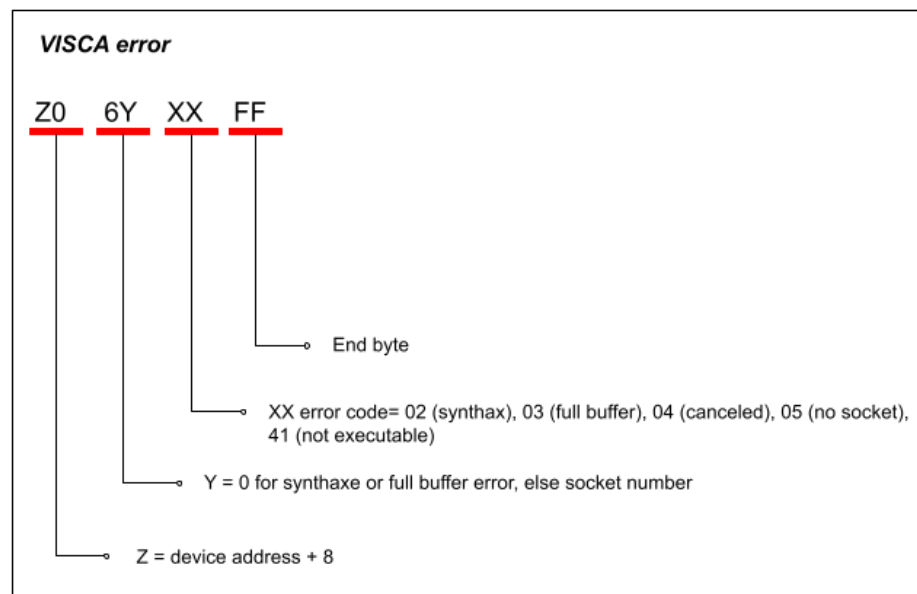 VISCA error
Z0 6Y XX FF
End byte
XX error code= 02 (synthax), 03 (full buffer), 04 (canceled), 05 (no socket),
41 (not executable)
Y = 0 for synthaxe or full buffer error, else socket number
Z = device address + 8